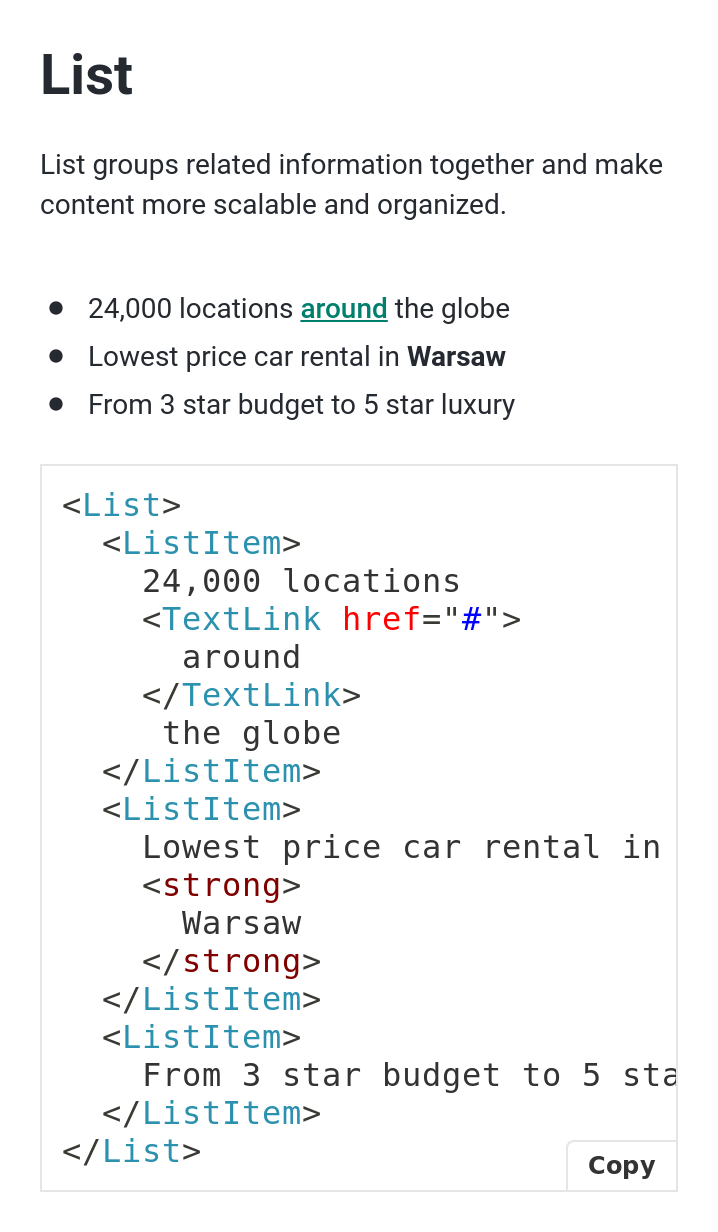 List
List groups related information together and make
content more scalable and organized.
24,000 locations around the globe
Lowest price car rental in Warsaw
From 3 star budget to 5 star luxury
<List>
  <ListItem>
    24,000 locations
    <TextLink href="#">
      around
    </TextLink>
     the globe
  </ListItem>
  <ListItem>
    Lowest price car rental in
    <strong>
      Warsaw
    </strong>
  </ListItem>
  <ListItem>
    From 3 star budget to 5 sta
  </ListItem>
</List>
Copy